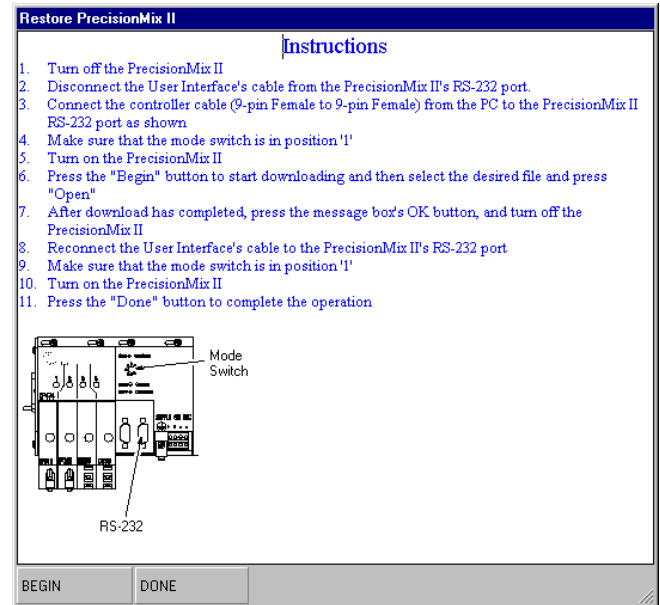 Restore PrecisionMix II
Instructions
1. Turn off the PrecisionMix II
2. Disconnect the User Interface's cable from the PrecisionMix II's RS-232 port.
3. Connect the controller cable (9-pin Female to 9-pin Female) from the PC to the PrecisionMix II
RS-232 port as shown
4. Make sure that the mode switch is in position '1'
5. Turn on the PrecisionMix II
6. Press the "Begin" button to start downloading and then select the desired file and press
"Open"
7. After download has completed, press the message box's OK button, and turn off the
PrecisionMix II
8. Reconnect the User Interface's cable to the PrecisionMix II's RS-232 port
9. Make sure that the mode switch is in position '1'
10. Turn on the PrecisionMix II
11. Press the "Done" button to complete the operation
Mode
Switch
RS-232
BEGIN
DONE